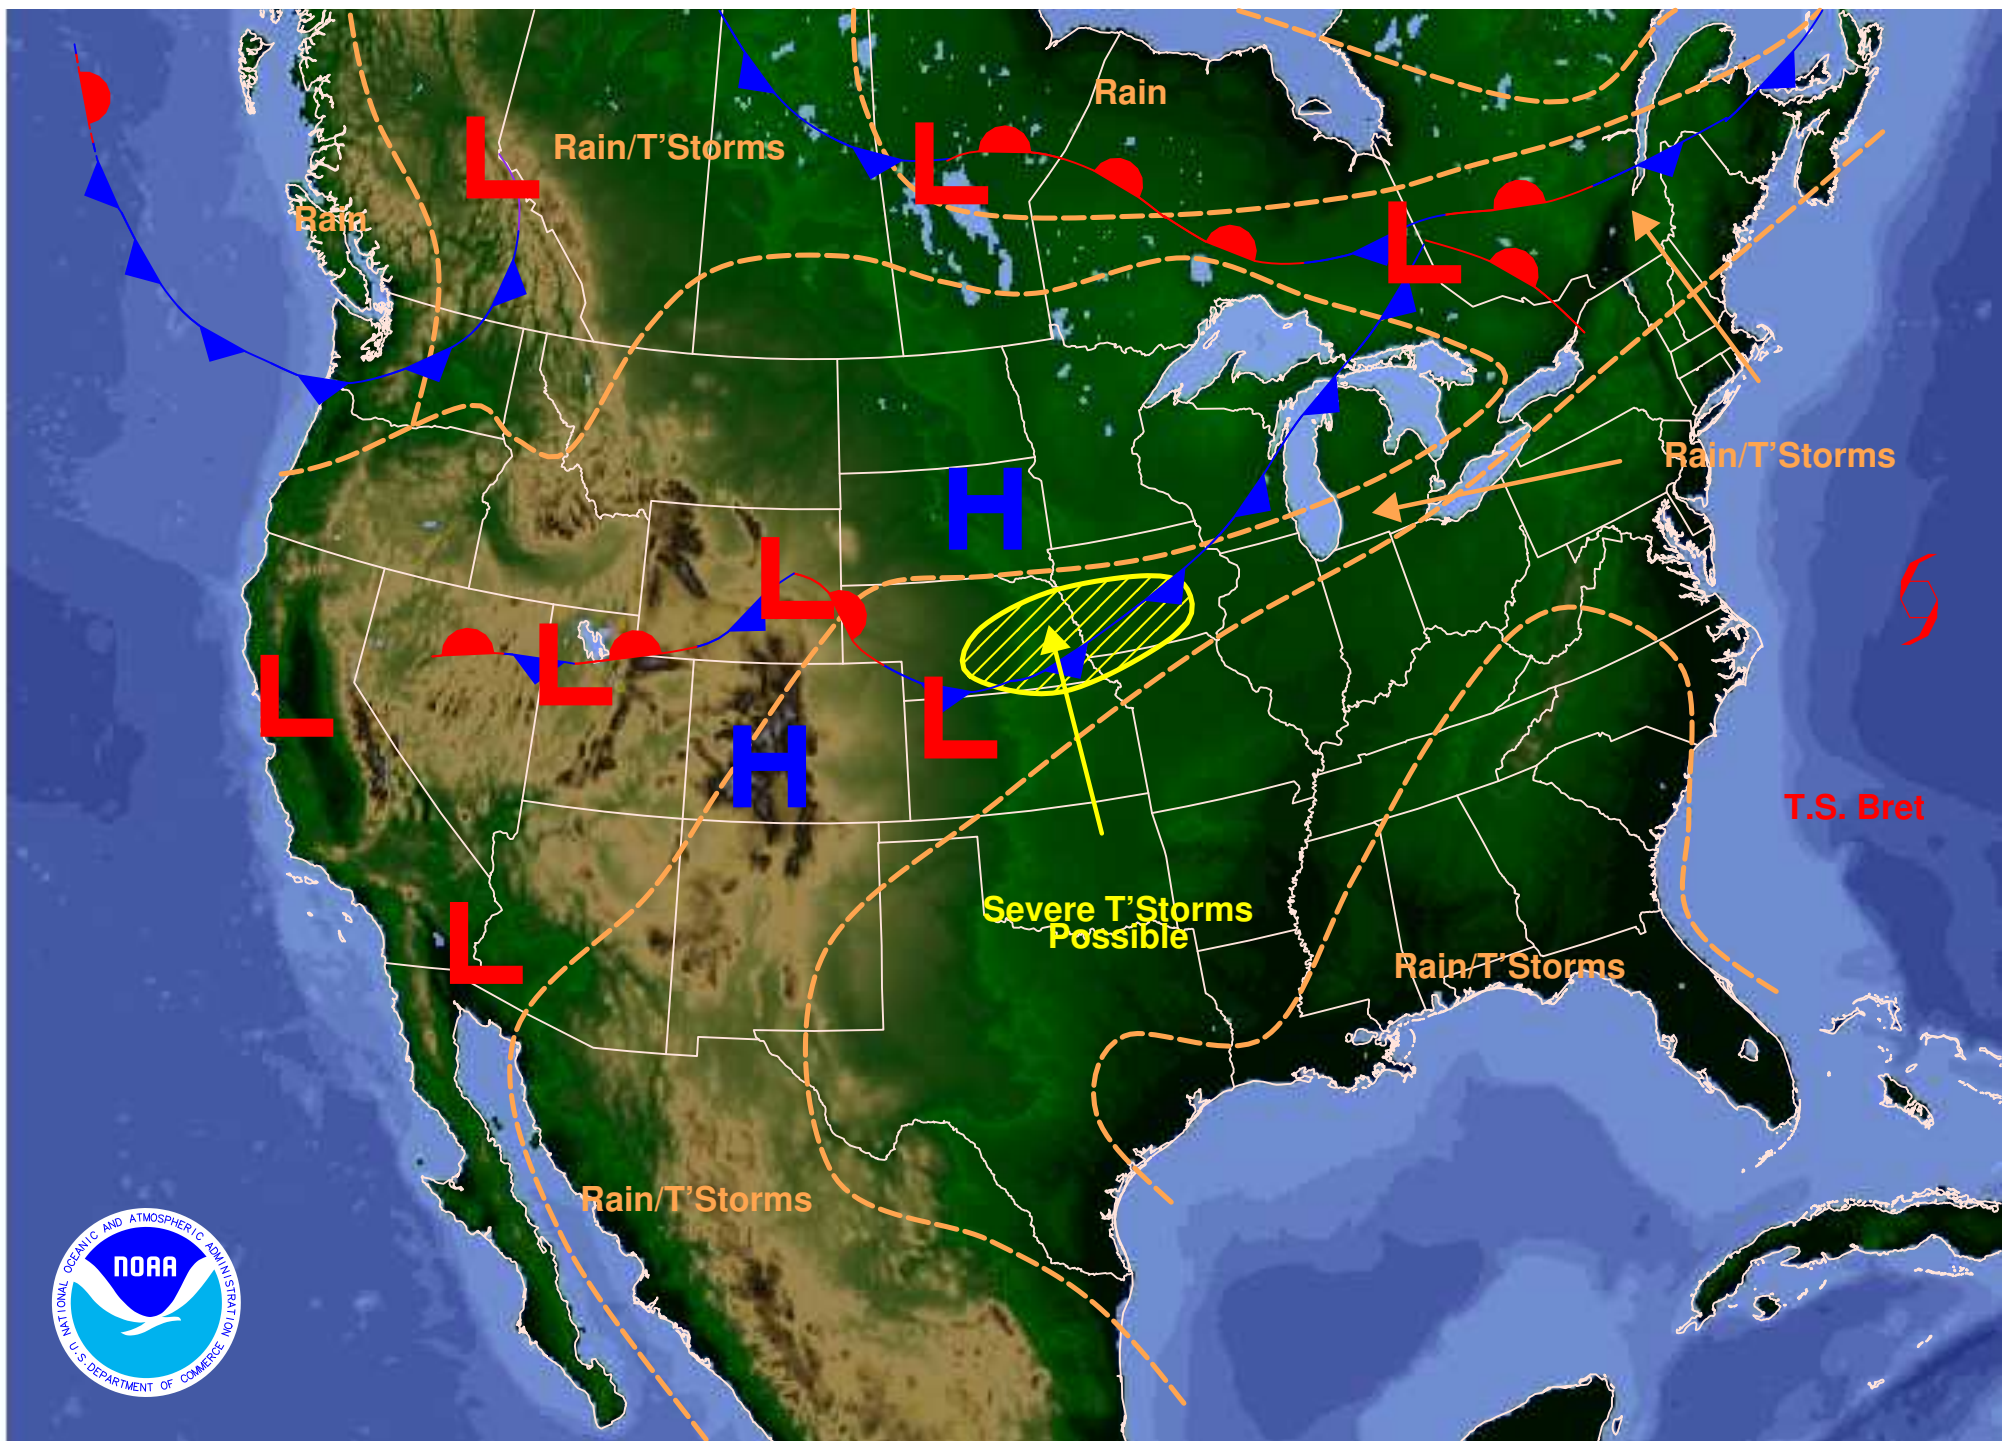 Rain
Rain/T'Storms
L
L
Rain
L
Rain/T'Storms
H
L
L
L
L
H
T.S. Bret
Severe T'Storms
Possible
L
Rain/T'Storms
Rain/T'Storms
NATIONAL OCEANIC AND ATMOSPHERIC ADMINISTRATION
NOAA
U.S. DEPARTMENT OF COMMERCE